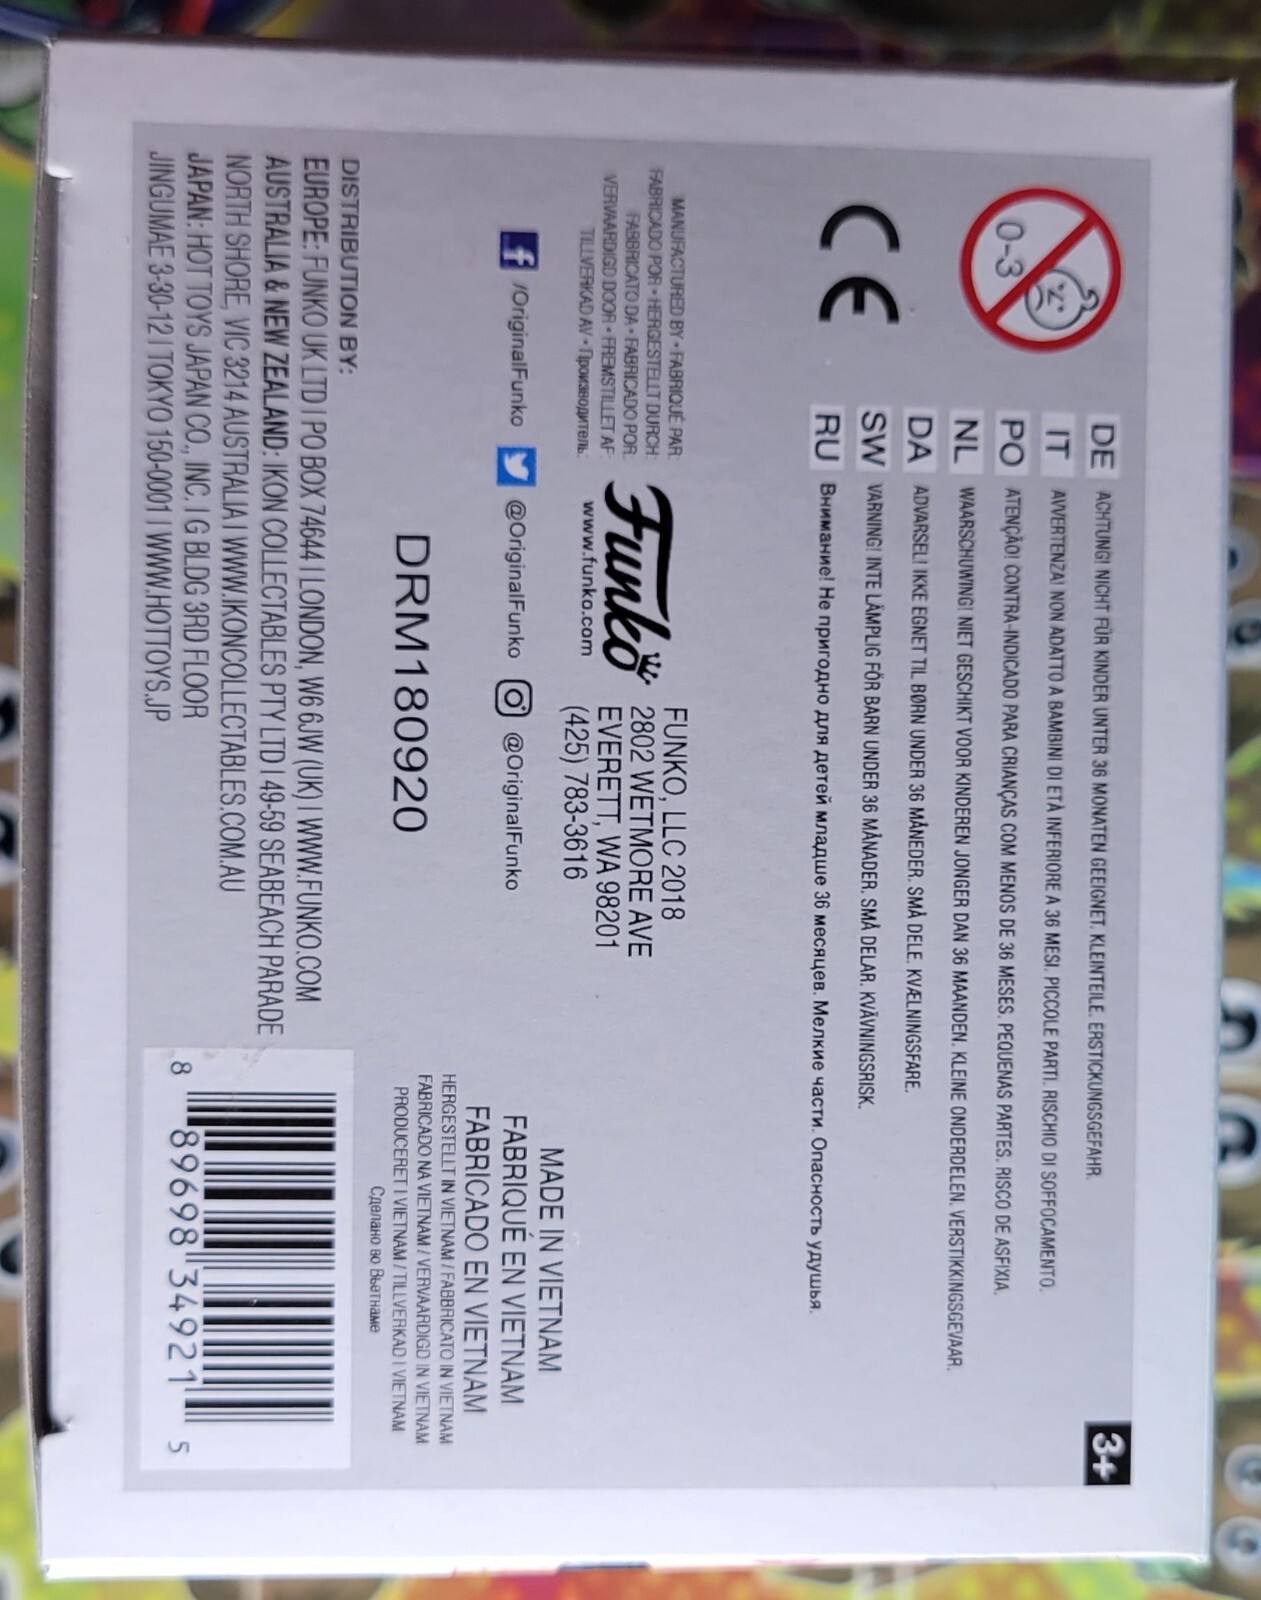 0-3
DE ACHTUNG! NICHT FÜR KINDER UNTER 36 MONATEN GEEIGNET. KLEINTEILE. ERSTICKUNGSGEFAHR.
IT AVVERTENZA! NON ADATTO A BAMBINI DI ETÀ INFERIORE A 36 MESI. PICCOLE PARTI. RISCHIO DI SOFFOCAMENTO.
PO ATENÇÃO! CONTRA-INDICADO PARA CRIANÇAS COM MENOS DE 36 MESES. PEQUENAS PARTES. RISCO DE ASFIXIA.
NL WAARSCHUWING! NIET GESCHIKT VOOR KINDEREN JONGER DAN 36 MAANDEN. KLEINE ONDERDELEN. VERSTIKKINGSGEVAAR.
DA ADVARSEL! IKKE EGNET TIL BØRN UNDER 36 MÅNEDER. SMÅ DELE. KVÆLNINGSFARE.
SW VARNING! INTE LÄMPLIG FÖR BARN UNDER 36 MÅNADER. SMÅ DELAR. KVÄVNINGSRISK.
RU Внимание! Не пригодно для детей младше 36 месяцев. Мелкие части. Опасность удушья.
3+
CE
MANUFACTURED BY • FABRIQUÉ PAR:
FABRICADO POR • HERGESTELLT DURCH:
FABBRICATO DA • FABRICADO POR:
VERVAARDIGD DOOR • FREMSTILLET AF:
TILLVERKAD AV • Производитель:
Funko
www.funko.com
FUNKO, LLC 2018
2802 WETMORE AVE
EVERETT, WA 98201
(425) 783-3616
f /OriginalFunko @OriginalFunko @OriginalFunko
DRM180920
MADE IN VIETNAM
FABRIQUÉ EN VIETNAM
FABRICADO EN VIETNAM
HERGESTELLT IN VIETNAM / FABBRICATO IN VIETNAM
FABRICADO NA VIETNAM / VERVAARDIGD IN VIETNAM
PRODUCERET I VIETNAM / TILLVERKAD I VIETNAM
Сделано во Вьетнаме
DISTRIBUTION BY:
EUROPE: FUNKO UK LTD | PO BOX 74644 | LONDON, W6 6JW (UK) | WWW.FUNKO.COM
AUSTRALIA & NEW ZEALAND: IKON COLLECTABLES PTY LTD | 49-59 SEABEACH PARADE
NORTH SHORE, VIC 3214 AUSTRALIA | WWW.IKONCOLLECTABLES.COM.AU
JAPAN: HOT TOYS JAPAN CO., INC. | G BLDG 3RD FLOOR
JINGUMAE 3-30-12 | TOKYO 150-0001 | WWW.HOTTOYS.JP
8 89698 34921 5